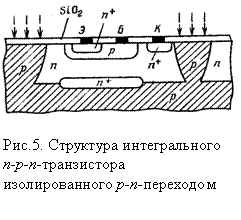 SiO₂ Э n⁺ Б К
p n⁺
p n n p n
n⁺
Рис.5. Структура интегрального
n-p-n-транзистора
изолированного p-n-переходом